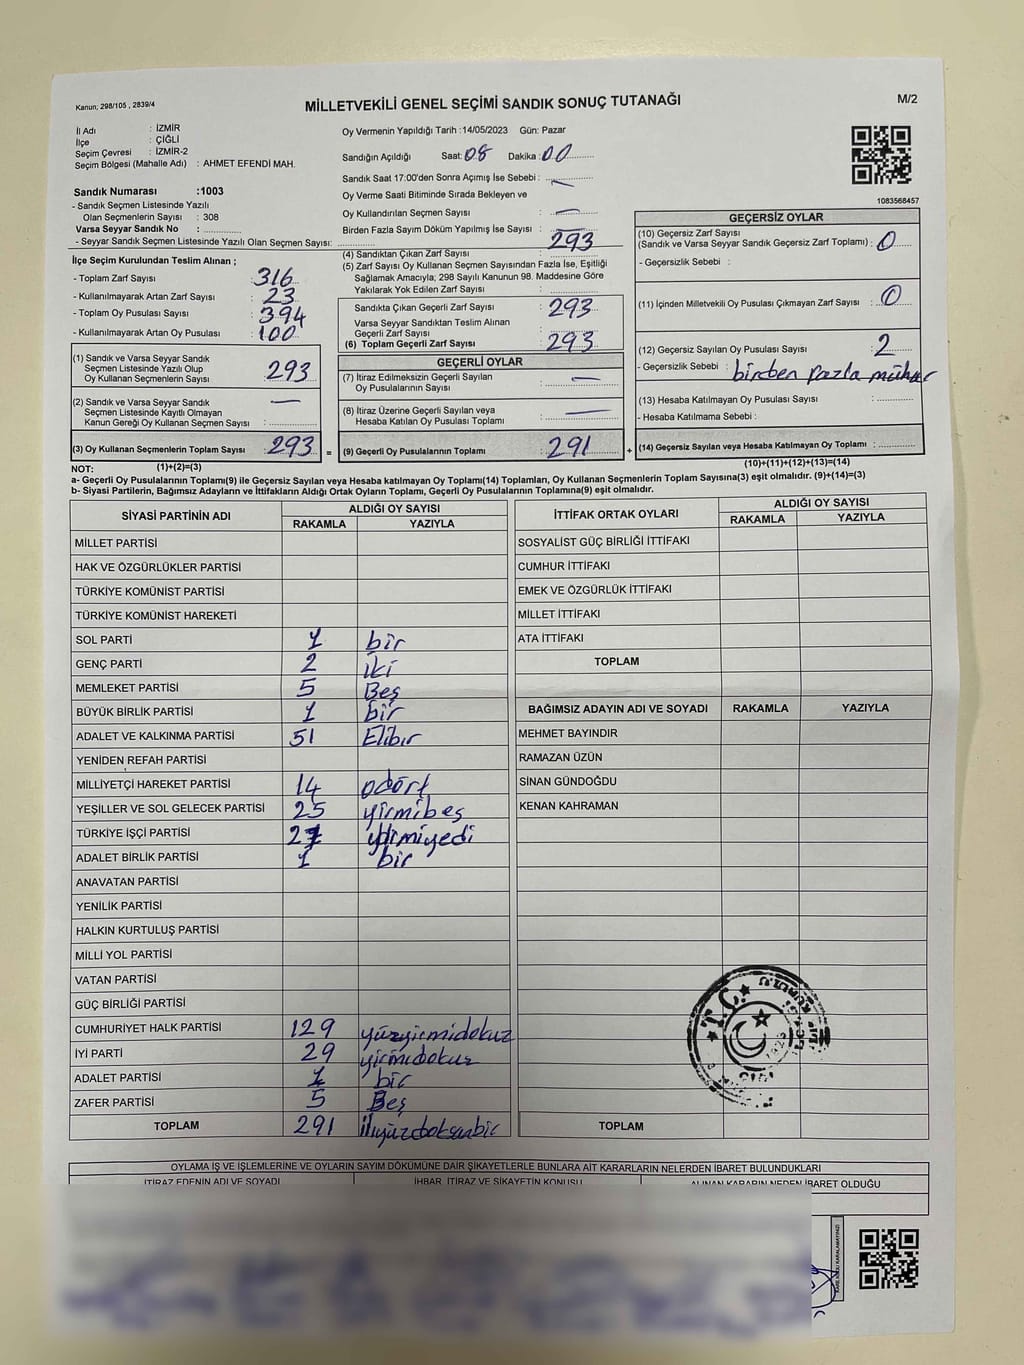 Kanun; 298/105 , 2839/4
MİLLETVEKİLİ GENEL SEÇİMİ SANDIK SONUÇ TUTANAĞI
M/2
İl Adı : İZMİR
İlçe : ÇİĞLİ
Seçim Çevresi : İZMİR-2
Seçim Bölgesi (Mahalle Adı) : AHMET EFENDİ MAH.
Sandık Numarası :1003
- Sandık Seçmen Listesinde Yazılı
Olan Seçmenlerin Sayısı : 308
Varsa Seyyar Sandık No :
- Seyyar Sandık Seçmen Listesinde Yazılı Olan Seçmen Sayısı:
Oy Vermenin Yapıldığı Tarih :14/05/2023 Gün: Pazar
Sandığın Açıldığı Saat: 08 Dakika: 00
Sandık Saat 17:00'den Sonra Açımış İse Sebebi : —
Oy Verme Saati Bitiminde Sırada Bekleyen ve
Oy Kullandırılan Seçmen Sayısı : —
Birden Fazla Sayım Döküm Yapılmış İse Sayısı : —
1083568457
İlçe Seçim Kurulundan Teslim Alınan ;
- Toplam Zarf Sayısı : 316
- Kullanılmayarak Artan Zarf Sayısı : 23
- Toplam Oy Pusulası Sayısı : 394
- Kullanılmayarak Artan Oy Pusulası : 100
(1) Sandık ve Varsa Seyyar Sandık
Seçmen Listesinde Yazılı Olup
Oy Kullanan Seçmenlerin Sayısı : 293
(2) Sandık ve Varsa Seyyar Sandık
Seçmen Listesinde Kayıtlı Olmayan
Kanun Gereği Oy Kullanan Seçmen Sayısı : —
(3) Oy Kullanan Seçmenlerin Toplam Sayısı : 293 =
(4) Sandıktan Çıkan Zarf Sayısı : 293
(5) Zarf Sayısı Oy Kullanan Seçmen Sayısından Fazla İse, Eşitliği
Sağlamak Amacıyla; 298 Sayılı Kanunun 98. Maddesine Göre
Yakılarak Yok Edilen Zarf Sayısı :
Sandıkta Çıkan Geçerli Zarf Sayısı : 293
Varsa Seyyar Sandıktan Teslim Alınan
Geçerli Zarf Sayısı :
(6) Toplam Geçerli Zarf Sayısı : 293
GEÇERLİ OYLAR
(7) İtiraz Edilmeksizin Geçerli Sayılan
Oy Pusulalarının Sayısı : —
(8) İtiraz Üzerine Geçerli Sayılan veya
Hesaba Katılan Oy Pusulası Toplamı : —
(9) Geçerli Oy Pusulalarının Toplamı : 291 +
GEÇERSİZ OYLAR
(10) Geçersiz Zarf Sayısı
(Sandık ve Varsa Seyyar Sandık Geçersiz Zarf Toplamı) : 0
- Geçersizlik Sebebi :
(11) İçinden Milletvekili Oy Pusulası Çıkmayan Zarf Sayısı : 0
(12) Geçersiz Sayılan Oy Pusulası Sayısı : 2
- Geçersizlik Sebebi : birden fazla mühür
(13) Hesaba Katılmayan Oy Pusulası Sayısı :
- Hesaba Katılmama Sebebi :
(14) Geçersiz Sayılan veya Hesaba Katılmayan Oy Toplamı :
NOT: (1)+(2)=(3) (10)+(11)+(12)+(13)=(14)
a- Geçerli Oy Pusulalarının Toplamı(9) ile Geçersiz Sayılan veya Hesaba katılmayan Oy Toplamı(14) Toplamları, Oy Kullanan Seçmenlerin Toplam Sayısına(3) eşit olmalıdır. (9)+(14)=(3)
b- Siyasi Partilerin, Bağımsız Adayların ve İttifakların Aldığı Ortak Oyların Toplamı, Geçerli Oy Pusulalarının Toplamına(9) eşit olmalıdır.
SİYASİ PARTİNİN ADI ALDIĞI OY SAYISI
RAKAMLA YAZIYLA
MİLLET PARTİSİ
HAK VE ÖZGÜRLÜKLER PARTİSİ
TÜRKİYE KOMÜNİST PARTİSİ
TÜRKİYE KOMÜNİST HAREKETİ
SOL PARTİ 1 bir
GENÇ PARTİ 2 İki
MEMLEKET PARTİSİ 5 Beş
BÜYÜK BİRLİK PARTİSİ 1 bir
ADALET VE KALKINMA PARTİSİ 51 Elibir
YENİDEN REFAH PARTİSİ
MİLLİYETÇİ HAREKET PARTİSİ 14 odört
YEŞİLLER VE SOL GELECEK PARTİSİ 25 yirmibeş
TÜRKİYE İŞÇİ PARTİSİ 27 yirmiyedi
ADALET BİRLİK PARTİSİ 1 bir
ANAVATAN PARTİSİ
YENİLİK PARTİSİ
HALKIN KURTULUŞ PARTİSİ
MİLLİ YOL PARTİSİ
VATAN PARTİSİ
GÜÇ BİRLİĞİ PARTİSİ
CUMHURİYET HALK PARTİSİ 129 yüzyirmidokuz
İYİ PARTİ 29 yirmidokuz
ADALET PARTİSİ 1 bir
ZAFER PARTİSİ 5 Beş
TOPLAM 291 ikiyüzdoksanbir
İTTİFAK ORTAK OYLARI ALDIĞI OY SAYISI
RAKAMLA YAZIYLA
SOSYALİST GÜÇ BİRLİĞİ İTTİFAKI
CUMHUR İTTİFAKI
EMEK VE ÖZGÜRLÜK İTTİFAKI
MİLLET İTTİFAKI
ATA İTTİFAKI
TOPLAM
BAĞIMSIZ ADAYIN ADI VE SOYADI RAKAMLA YAZIYLA
MEHMET BAYINDIR
RAMAZAN ÜZÜN
SİNAN GÜNDOĞDU
KENAN KAHRAMAN
T.C.
TOPLAM
OYLAMA İŞ VE İŞLEMLERİNE VE OYLARIN SAYIM DÖKÜMÜNE DAİR ŞİKAYETLERLE BUNLARA AİT KARARLARIN NELERDEN İBARET BULUNDUKLARI
İTİRAZ EDENİN ADI VE SOYADI İHBAR, İTİRAZ VE ŞİKAYETİN KONUSU ALINAN KARARIN NEDEN İBARET OLDUĞU